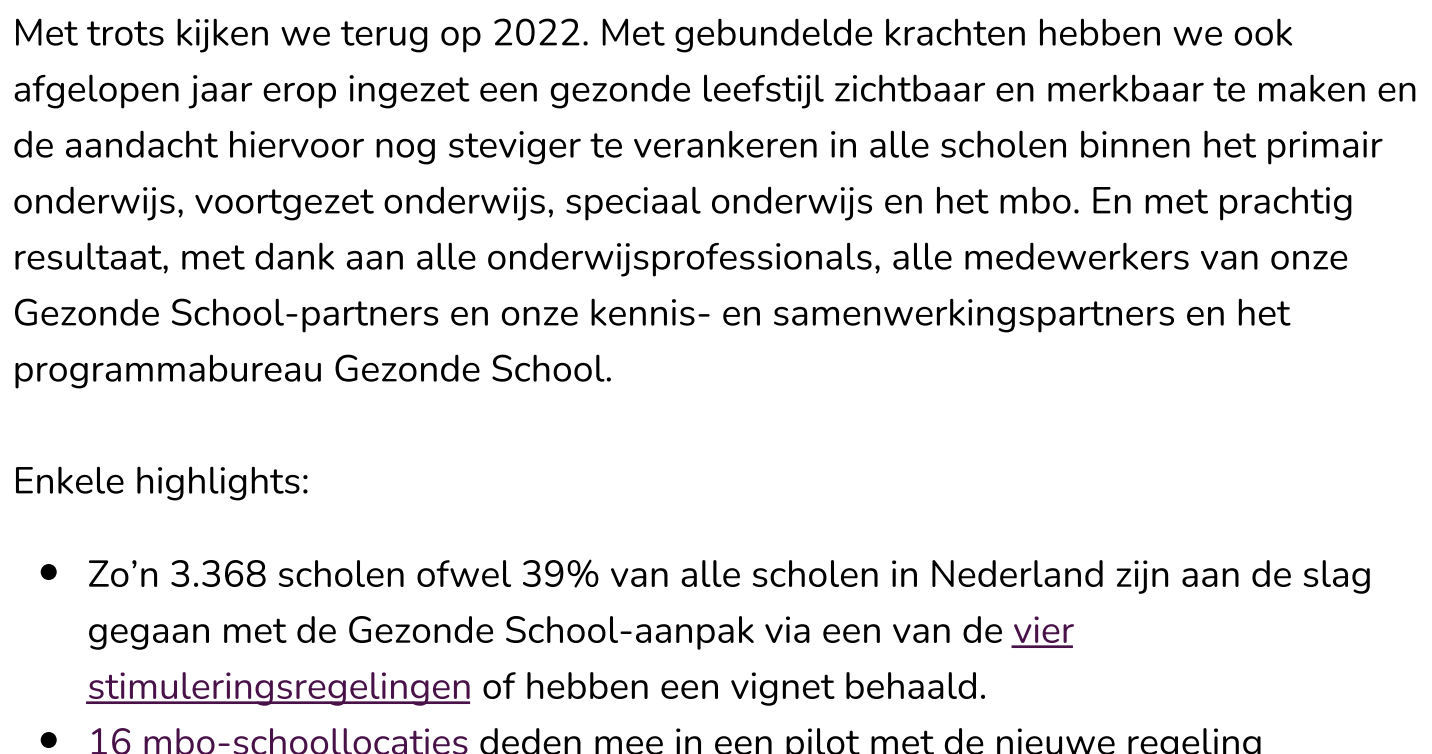 Met trots kijken we terug op 2022. Met gebundelde krachten hebben we ook
afgelopen jaar erop ingezet een gezonde leefstijl zichtbaar en merkbaar te maken en
de aandacht hiervoor nog steviger te verankeren in alle scholen binnen het primair
onderwijs, voortgezet onderwijs, speciaal onderwijs en het mbo. En met prachtig
resultaat, met dank aan alle onderwijsprofessionals, alle medewerkers van onze
Gezonde School-partners en onze kennis- en samenwerkingspartners en het
programmabureau Gezonde School.
Enkele highlights:
• Zo’n 3.368 scholen ofwel 39% van alle scholen in Nederland zijn aan de slag
gegaan met de Gezonde School-aanpak via een van de vier
stimuleringsregelingen of hebben een vignet behaald.
• 16 mbo-schoollocaties deden mee in een pilot met de nieuwe regeling